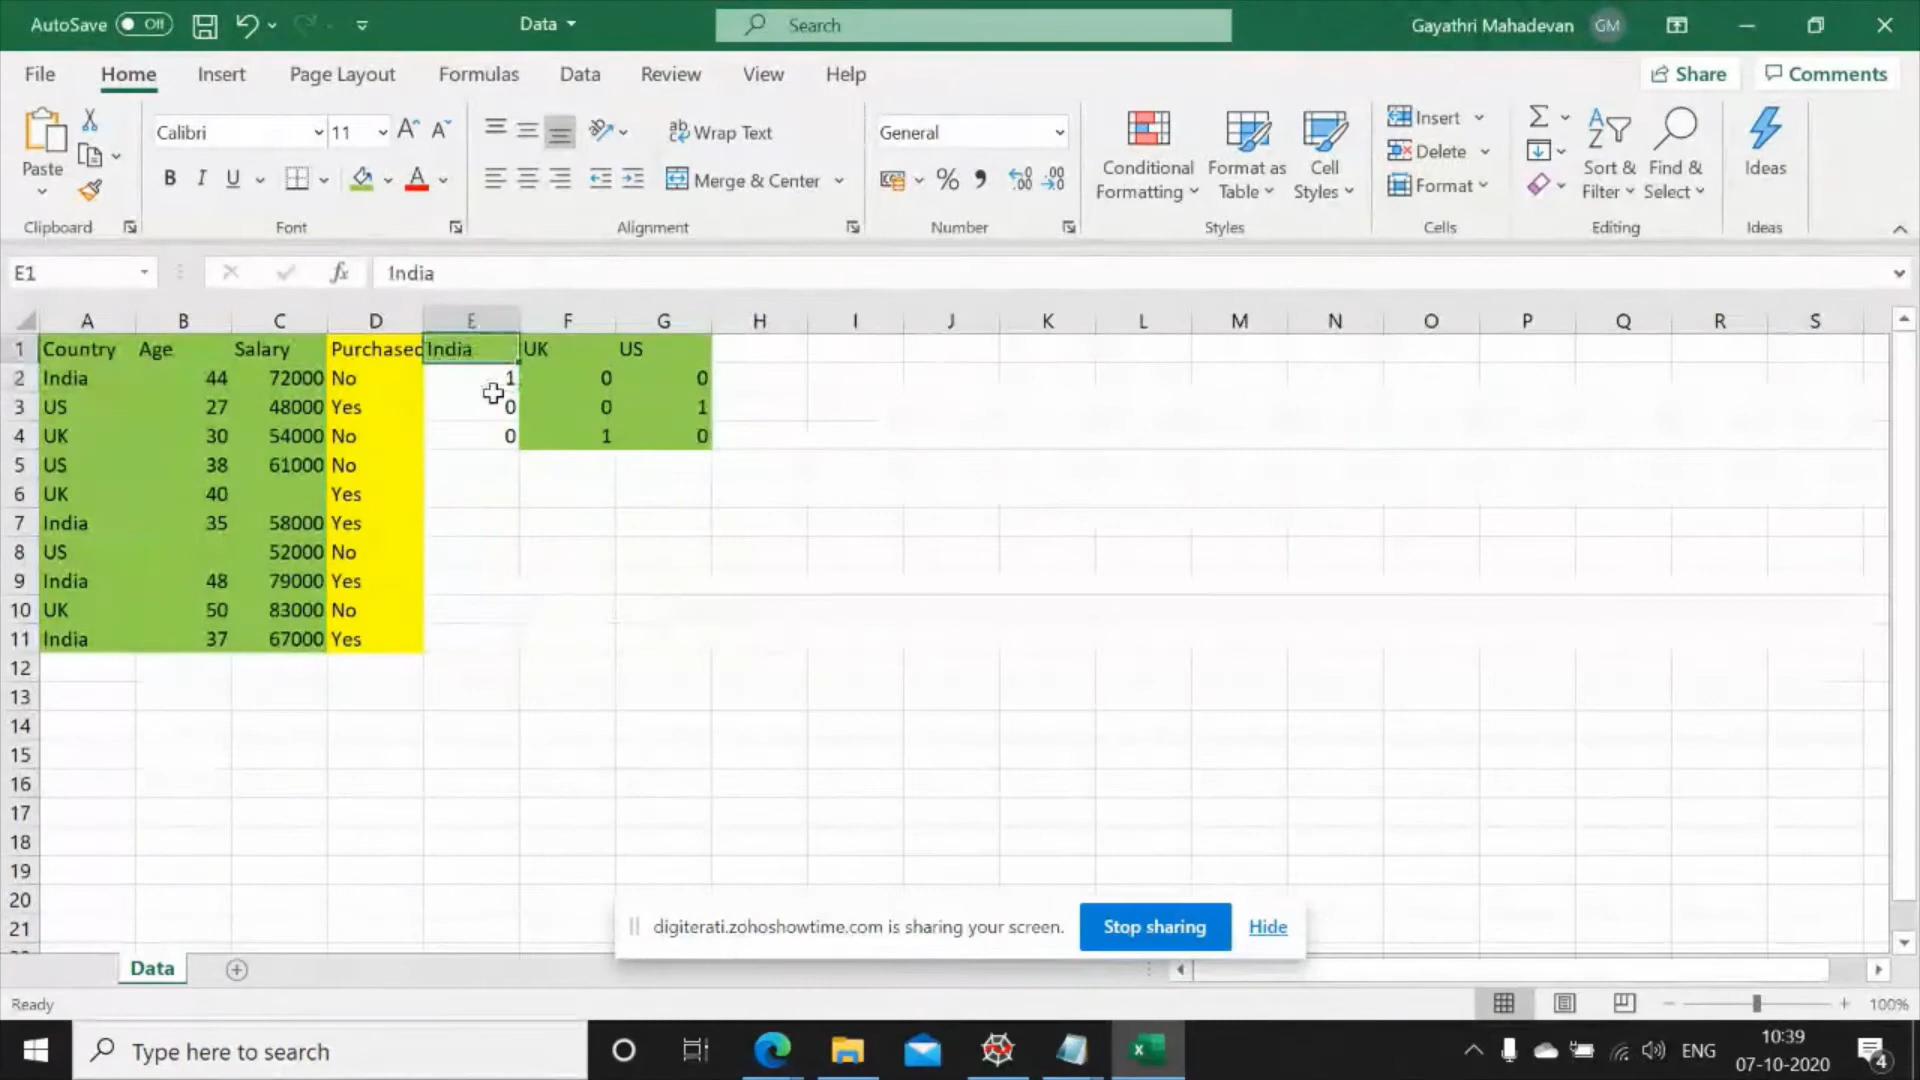 AutoSave Off Data Search Gayathri Mahadevan GM
File Home Insert Page Layout Formulas Data Review View Help Share Comments
Paste Calibri 11 A A Wrap Text General Conditional Formatting Format as Table Cell Styles Insert Delete Format Sort & Filter Find & Select Ideas
B I U A Merge & Center % 9
Clipboard Font Alignment Number Styles Cells Editing Ideas
E1 fx India
A B C D E F G H I J K L M N O P Q R S
1 Country Age Salary Purchased India UK US
2 India 44 72000 No 1 0 0
3 US 27 48000 Yes 0 0 1
4 UK 30 54000 No 0 1 0
5 US 38 61000 No
6 UK 40 Yes
7 India 35 58000 Yes
8 US 52000 No
9 India 48 79000 Yes
10 UK 50 83000 No
11 India 37 67000 Yes
12
13
14
15
16
17
18
19
20
21
digiterati.zohoshowtime.com is sharing your screen. Stop sharing Hide
Data
Ready 100%
Type here to search ENG 10:39
07-10-2020 4